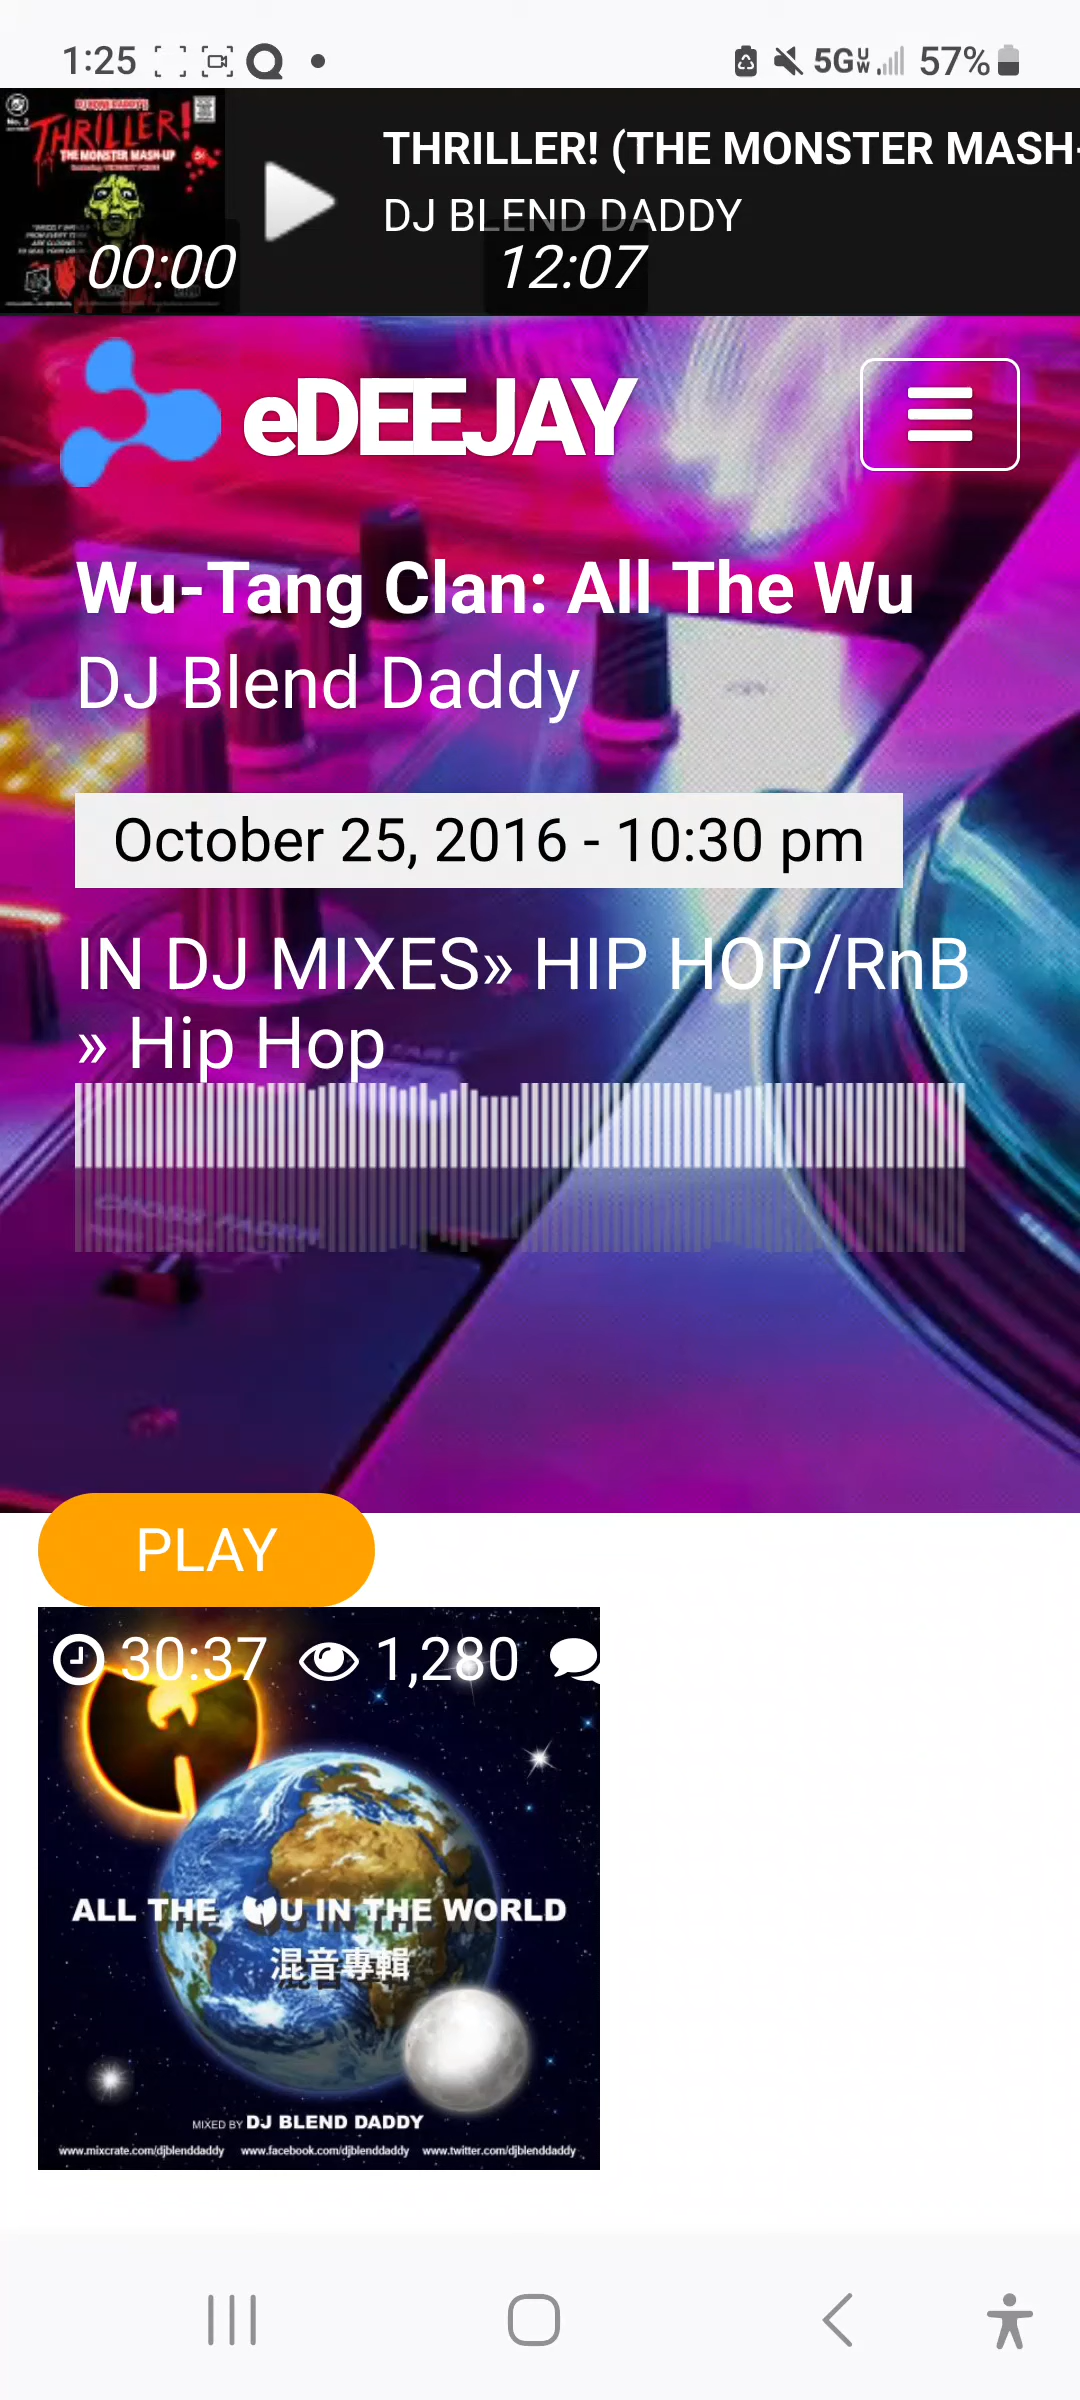 1:25
5G UW 57%
THRILLER!
THE MONSTER MASH-UP
THRILLER! (THE MONSTER MASH-
DJ BLEND DADDY
00:00
12:07
eDEEJAY
Wu-Tang Clan: All The Wu
DJ Blend Daddy
October 25, 2016 - 10:30 pm
IN DJ MIXES» HIP HOP/RnB
» Hip Hop
CROSS FADER
PLAY
30:37 1,280
ALL THE WU IN THE WORLD
混音專輯
MIXED BY DJ BLEND DADDY
www.mixcrate.com/djblenddaddy www.facebook.com/djblenddaddy www.twitter.com/djblenddaddy